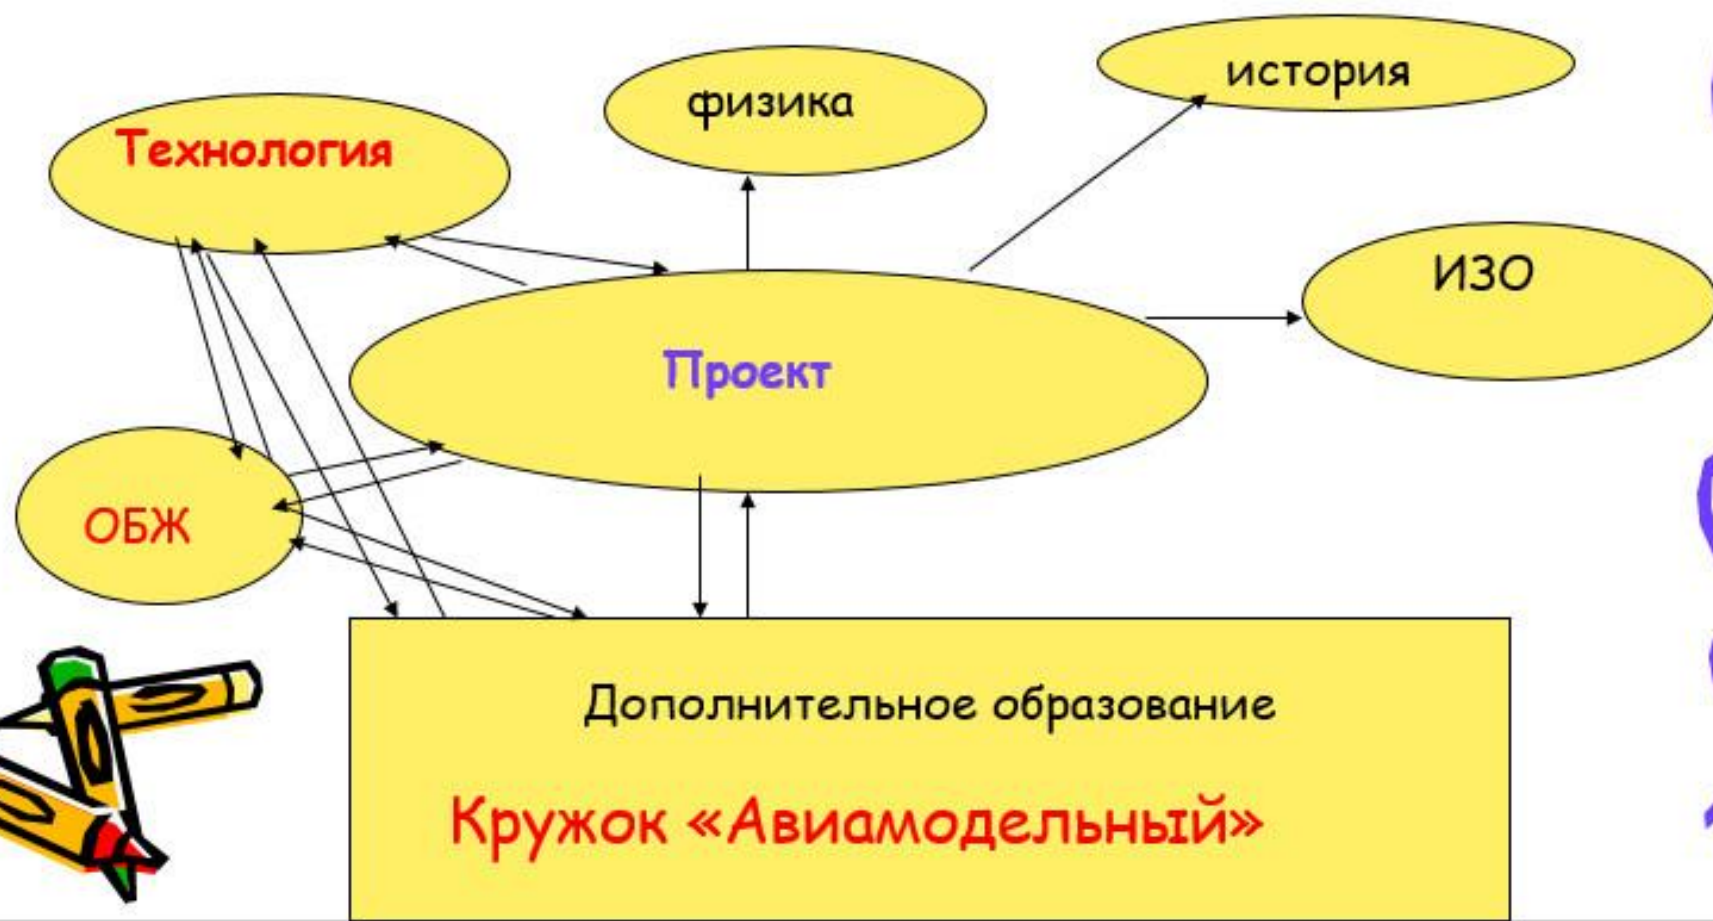 история
физика
Технология
ИЗО
Проект
ОБЖ
Дополнительное образование
Кружок «Авиамодельный»